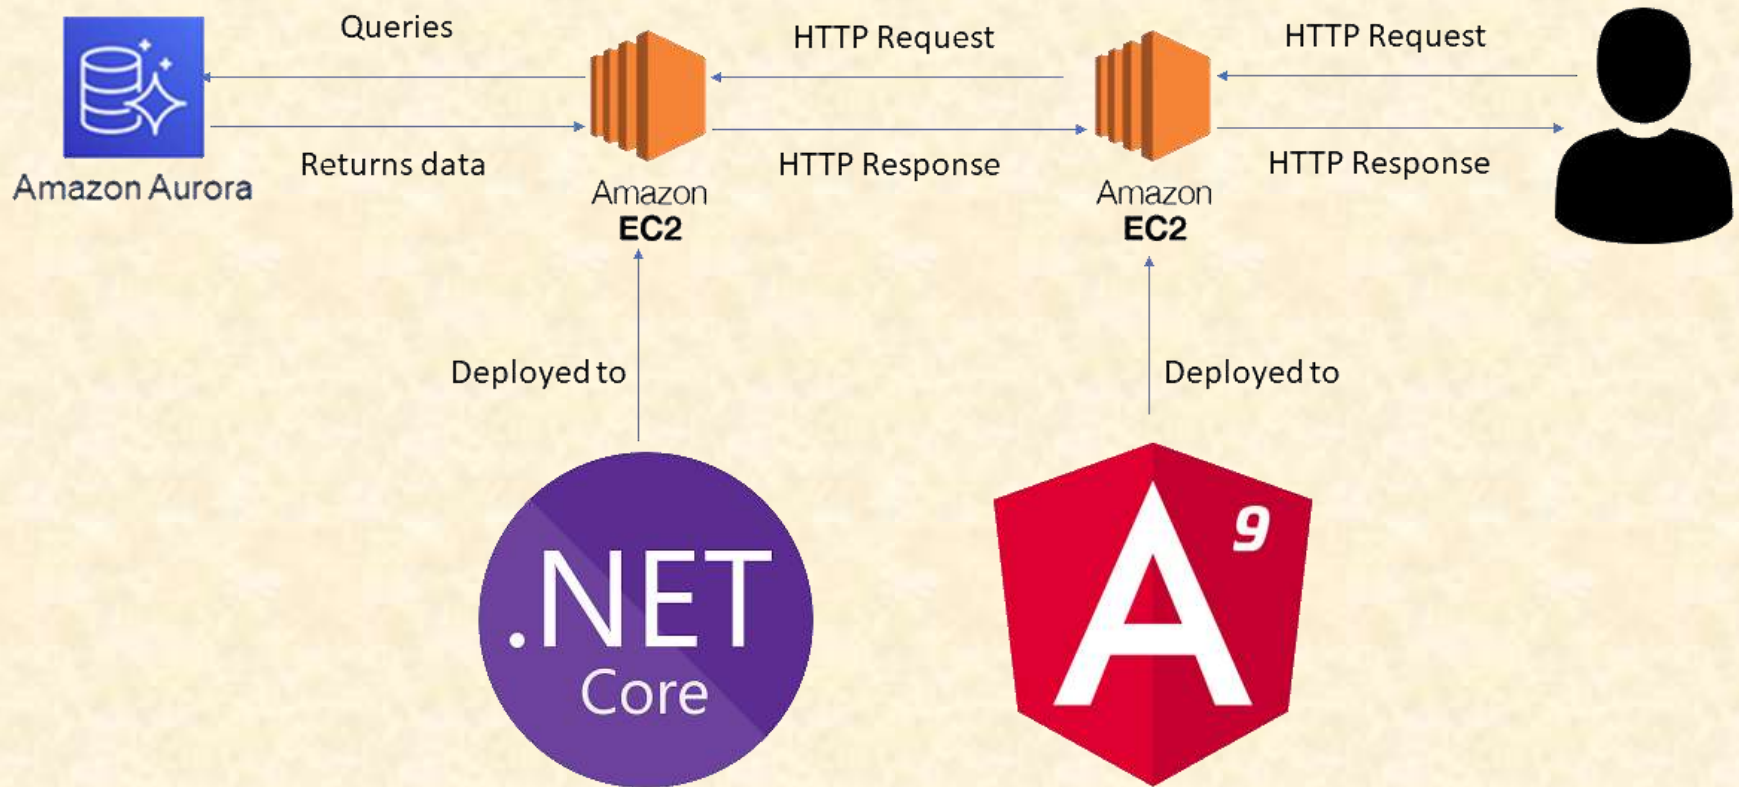 Queries
HTTP Request
HTTP Request
Returns data
HTTP Response
HTTP Response
Amazon Aurora
Amazon
EC2
Amazon
EC2
Deployed to
Deployed to
.NET
Core
A
9